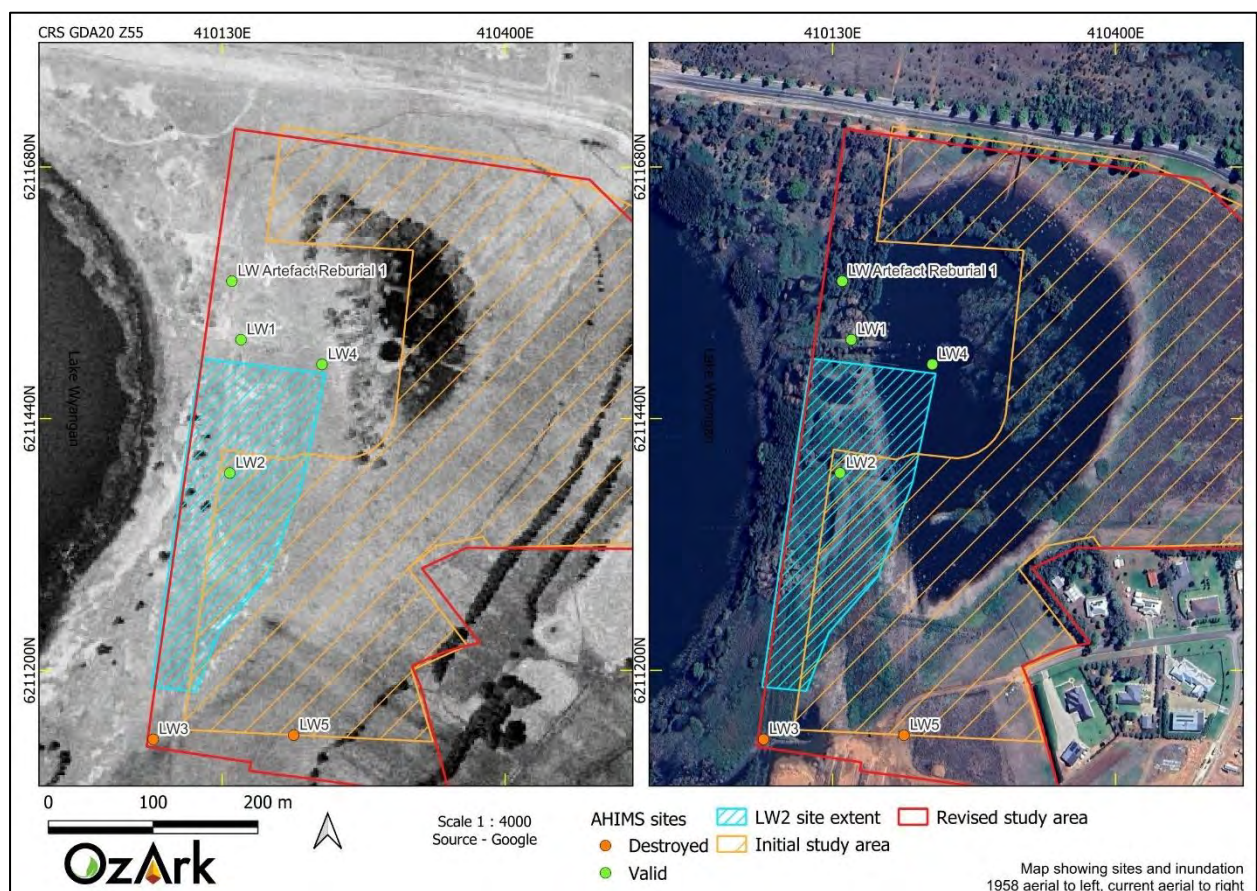 CRS GDA20 Z55
410130E
410400E
410130E
410400E
6211680N
6211440N
6211200N
6211680N
6211440N
6211200N
Lake Wyangan
LW Artefact Reburial 1
LW1
LW4
LW2
LW3
LW5
Lake Wyangan
LW Artefact Reburial 1
LW1
LW4
LW2
LW3
LW5
0 100 200 m
OzArk
Scale 1 : 4000
Source - Google
AHIMS sites
Destroyed
Valid
LW2 site extent
Initial study area
Revised study area
Map showing sites and inundation
1958 aerial to left, current aerial to right